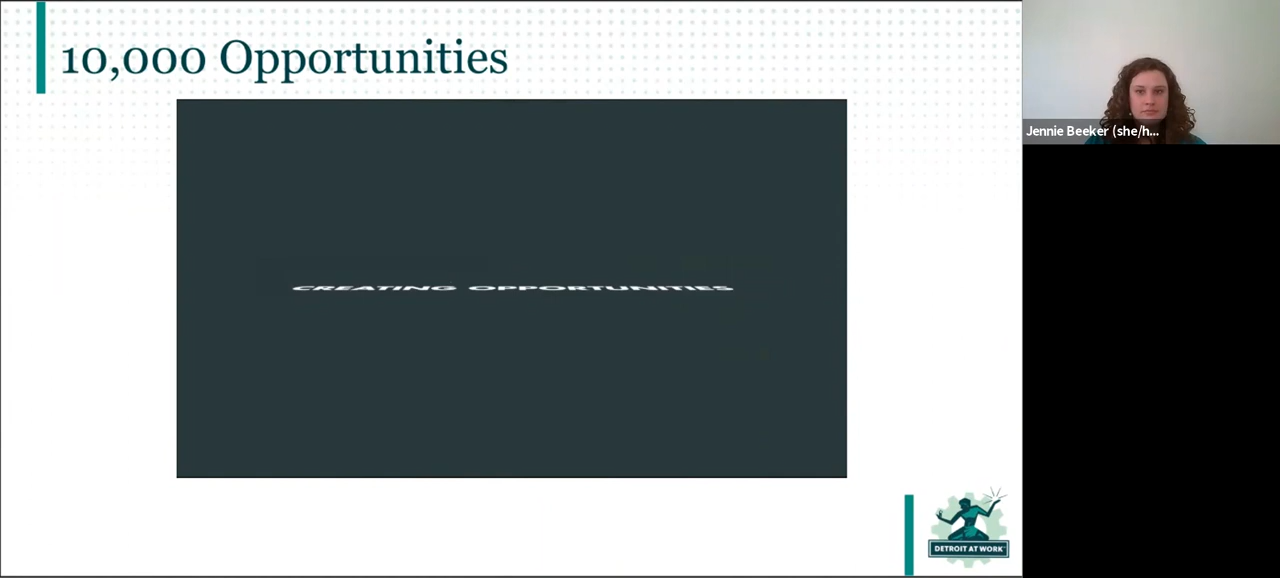 10,000 Opportunities
CREATING OPPORTUNITIES
Jennie Beeker (she/h...
DETROIT AT WORK